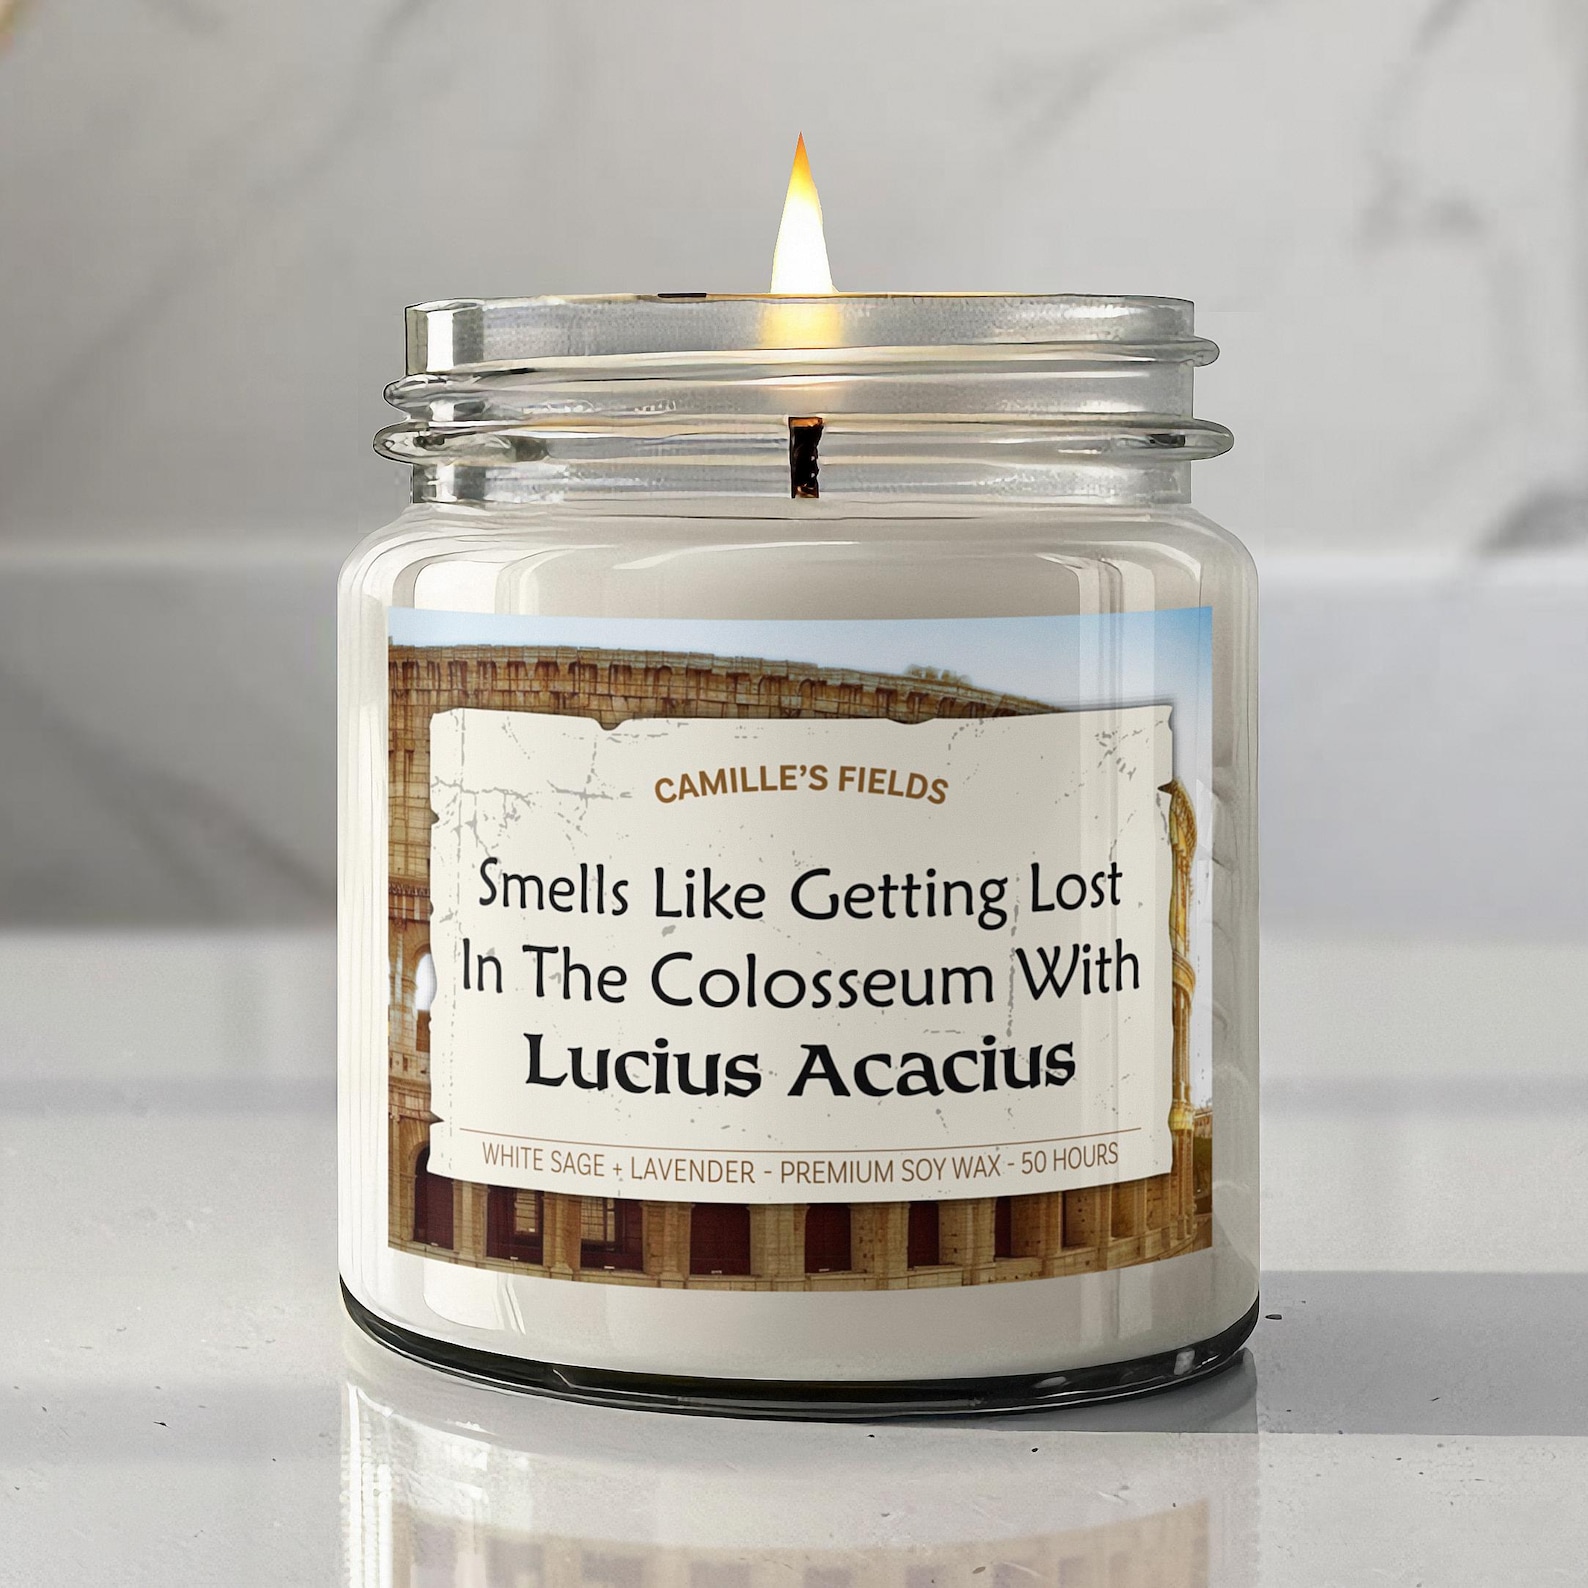 CAMILLE'S FIELDS
Smells Like Getting Lost
In The Colosseum With
Lucius Acacius
WHITE SAGE + LAVENDER - PREMIUM SOY WAX - 50 HOURS